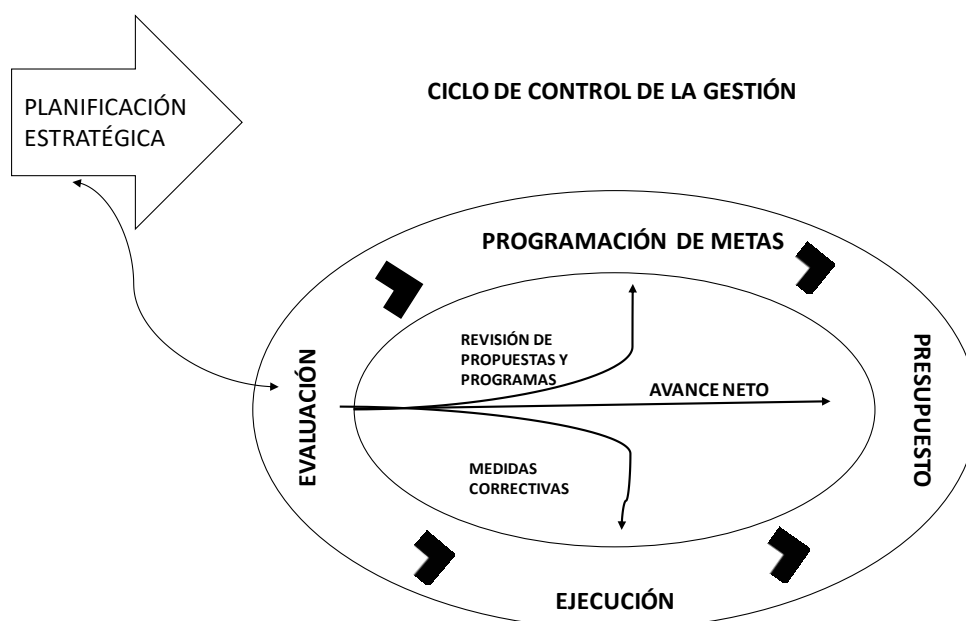 PLANIFICACIÓN
ESTRATÉGICA
CICLO DE CONTROL DE LA GESTIÓN
PROGRAMACIÓN DE METAS
REVISIÓN DE
PROPUESTAS Y
PROGRAMAS
AVANCE NETO
EVALUACIÓN
PRESUPUESTO
MEDIDAS
CORRECTIVAS
EJECUCIÓN